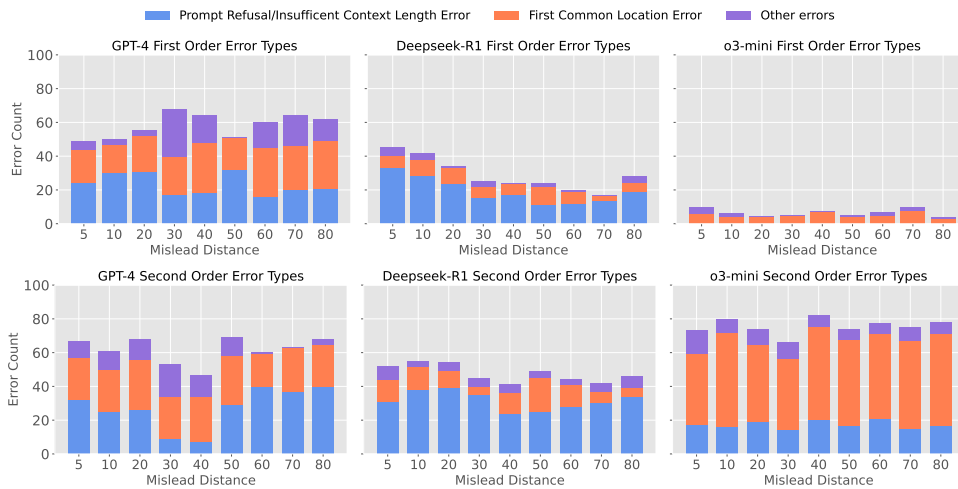 Prompt Refusal/Insufficent Context Length Error First Common Location Error Other errors
GPT-4 First Order Error Types Deepseek-R1 First Order Error Types o3-mini First Order Error Types
100
80
60
40
20
0
Error Count
5 10 20 30 40 50 60 70 80
5 10 20 30 40 50 60 70 80
5 10 20 30 40 50 60 70 80
Mislead Distance Mislead Distance Mislead Distance
GPT-4 Second Order Error Types Deepseek-R1 Second Order Error Types o3-mini Second Order Error Types
100
80
60
40
20
0
Error Count
5 10 20 30 40 50 60 70 80
5 10 20 30 40 50 60 70 80
5 10 20 30 40 50 60 70 80
Mislead Distance Mislead Distance Mislead Distance